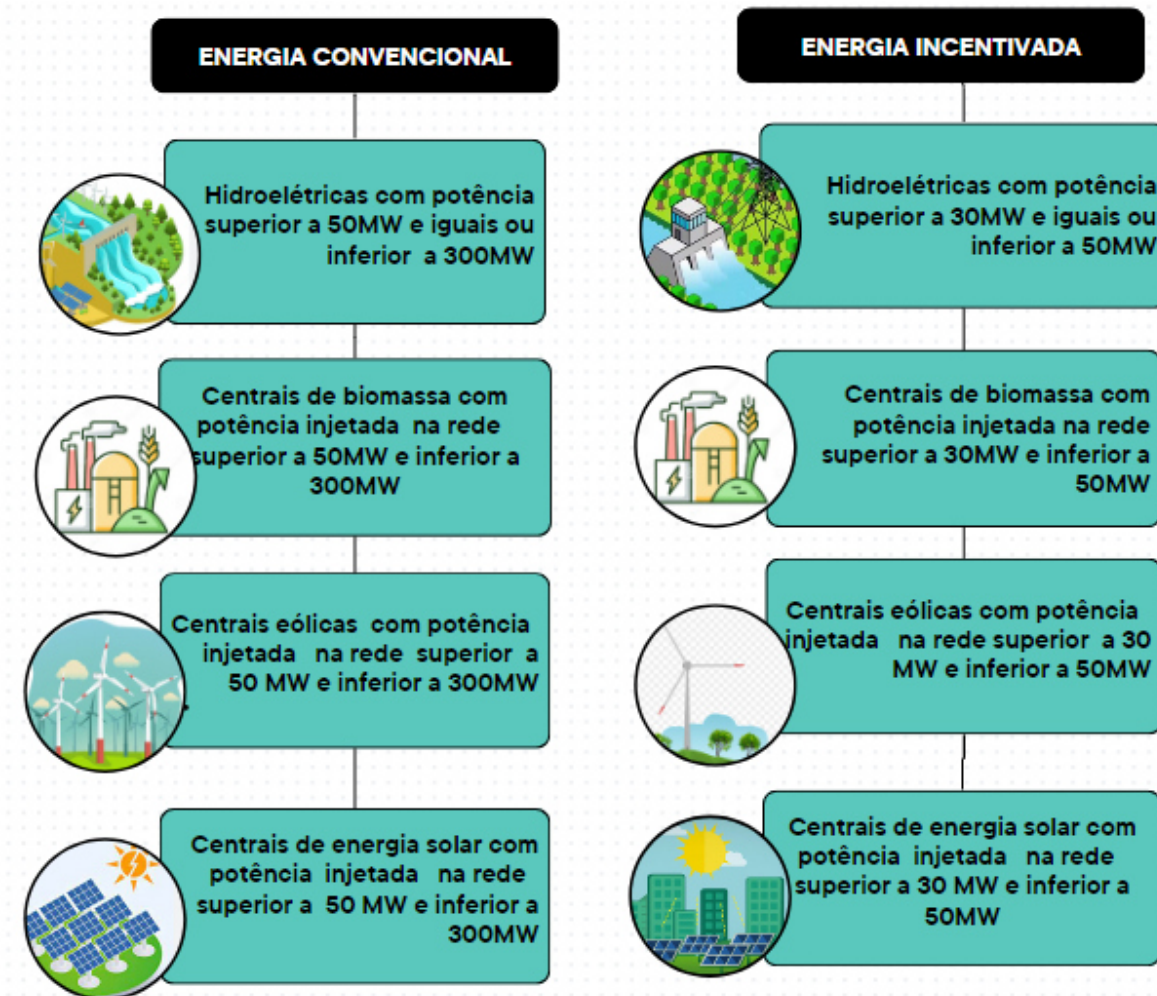 ENERGIA CONVENCIONAL
Hidroelétricas com potência
superior a 50MW e iguais ou
inferior a 300MW
Centrais de biomassa com
potência injetada na rede
superior a 50MW e inferior a
300MW
Centrais eólicas com potência
injetada na rede superior a
50 MW e inferior a 300MW
Centrais de energia solar com
potência injetada na rede
superior a 50 MW e inferior a
300MW
ENERGIA INCENTIVADA
Hidroelétricas com potência
superior a 30MW e iguais ou
inferior a 50MW
Centrais de biomassa com
potência injetada na rede
superior a 30MW e inferior a
50MW
Centrais eólicas com potência
injetada na rede superior a 30
MW e inferior a 50MW
Centrais de energia solar com
potência injetada na rede
superior a 30 MW e inferior a
50MW